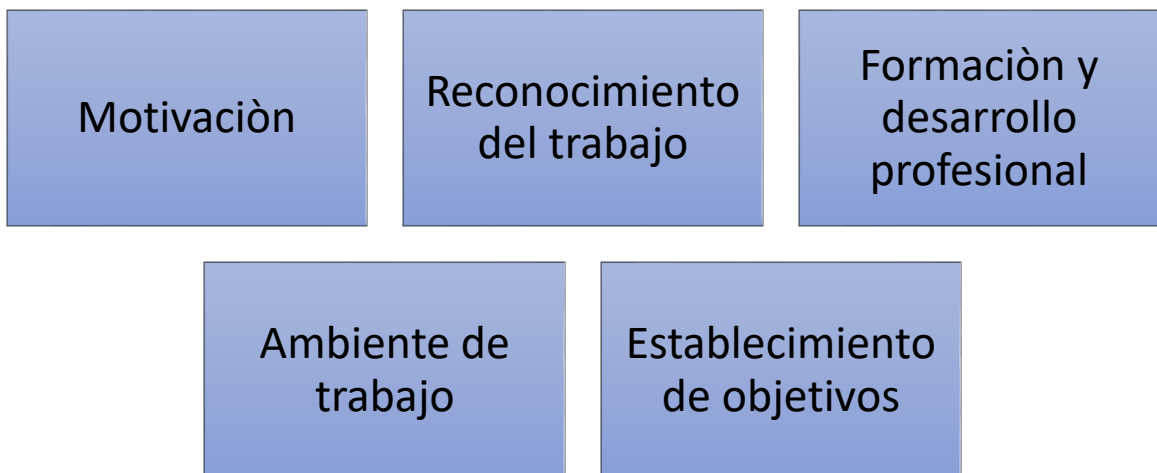 Motivaciòn
Reconocimiento
del trabajo
Formaciòn y
desarrollo
profesional
Ambiente de
trabajo
Establecimiento
de objetivos